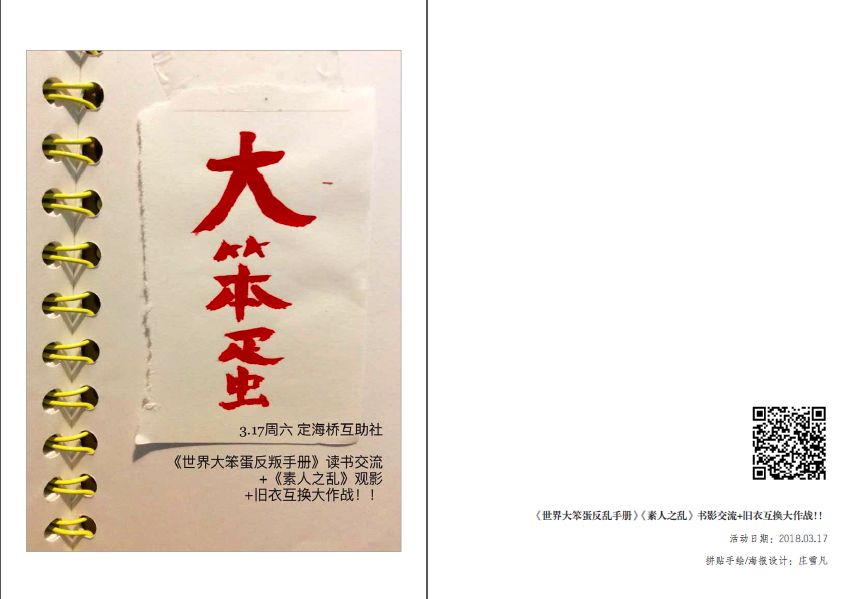 大
笨
蛋
3.17周六 定海桥互助社
《世界大笨蛋反叛手册》读书交流
+《素人之乱》观影
+旧衣互换大作战！！
《世界大笨蛋反乱手册》《素人之乱》书影交流+旧衣互换大作战！！
活动日期：2018.03.17
拼贴手绘/海报设计：庄雪凡